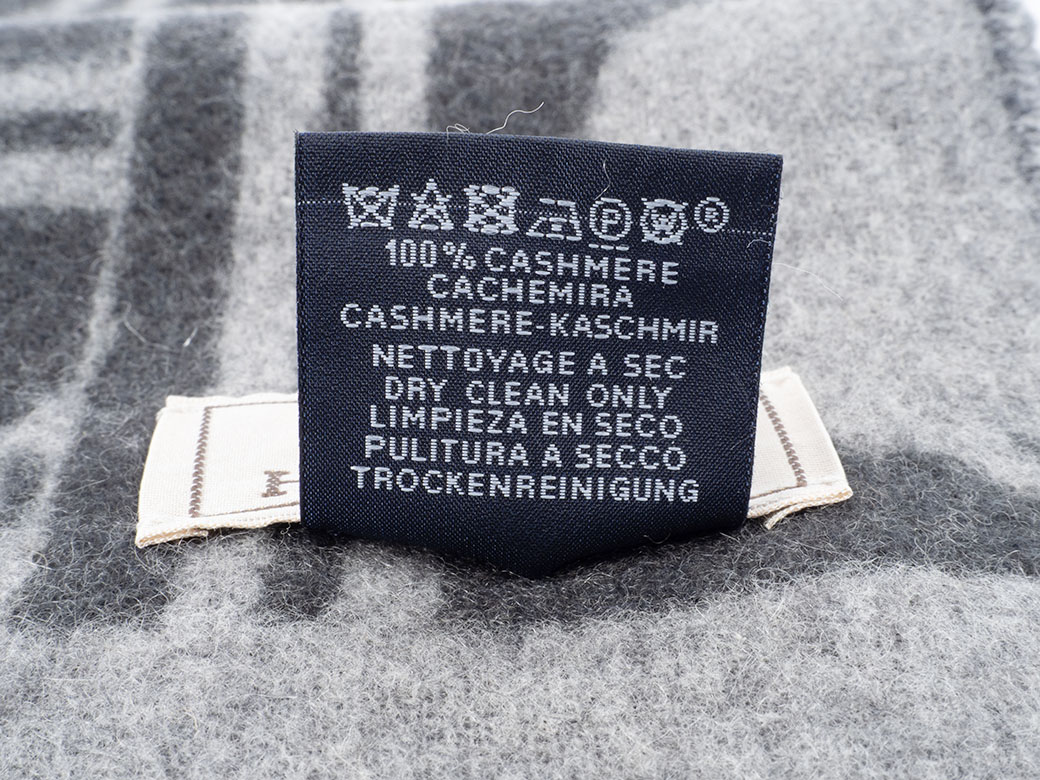 P W ®
100% CASHMERE
CACHEMIRA
CASHMERE-KASCHMIR
NETTOYAGE A SEC
DRY CLEAN ONLY
LIMPIEZA EN SECO
PULITURA A SECCO
TROCKENREINIGUNG
H